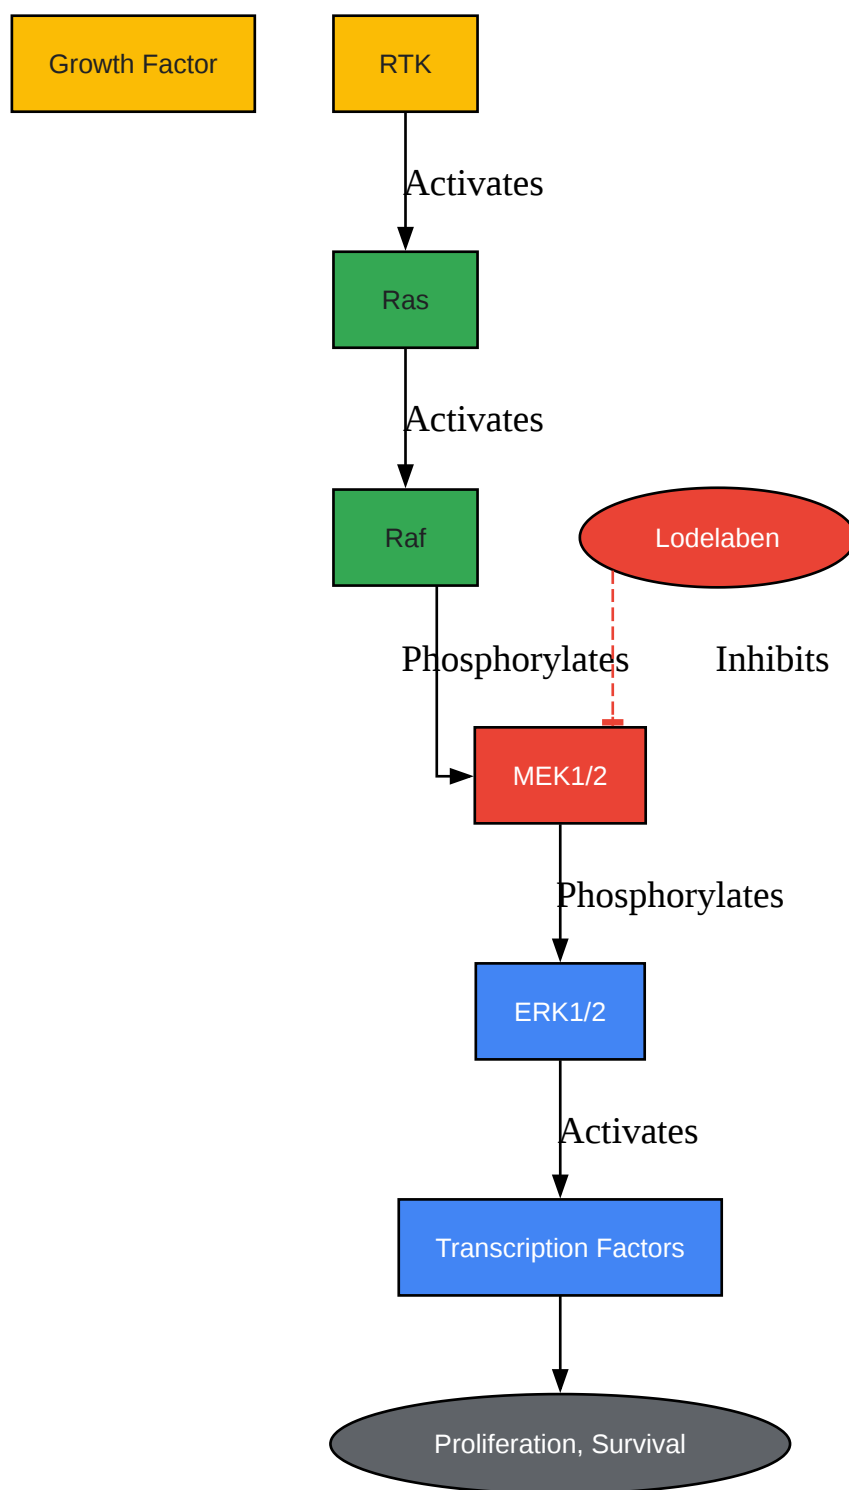 Growth Factor
RTK
Activates
Ras
Activates
Raf
Lodelaben
Phosphorylates
Inhibits
MEK1/2
Phosphorylates
ERK1/2
Activates
Transcription Factors
Proliferation, Survival